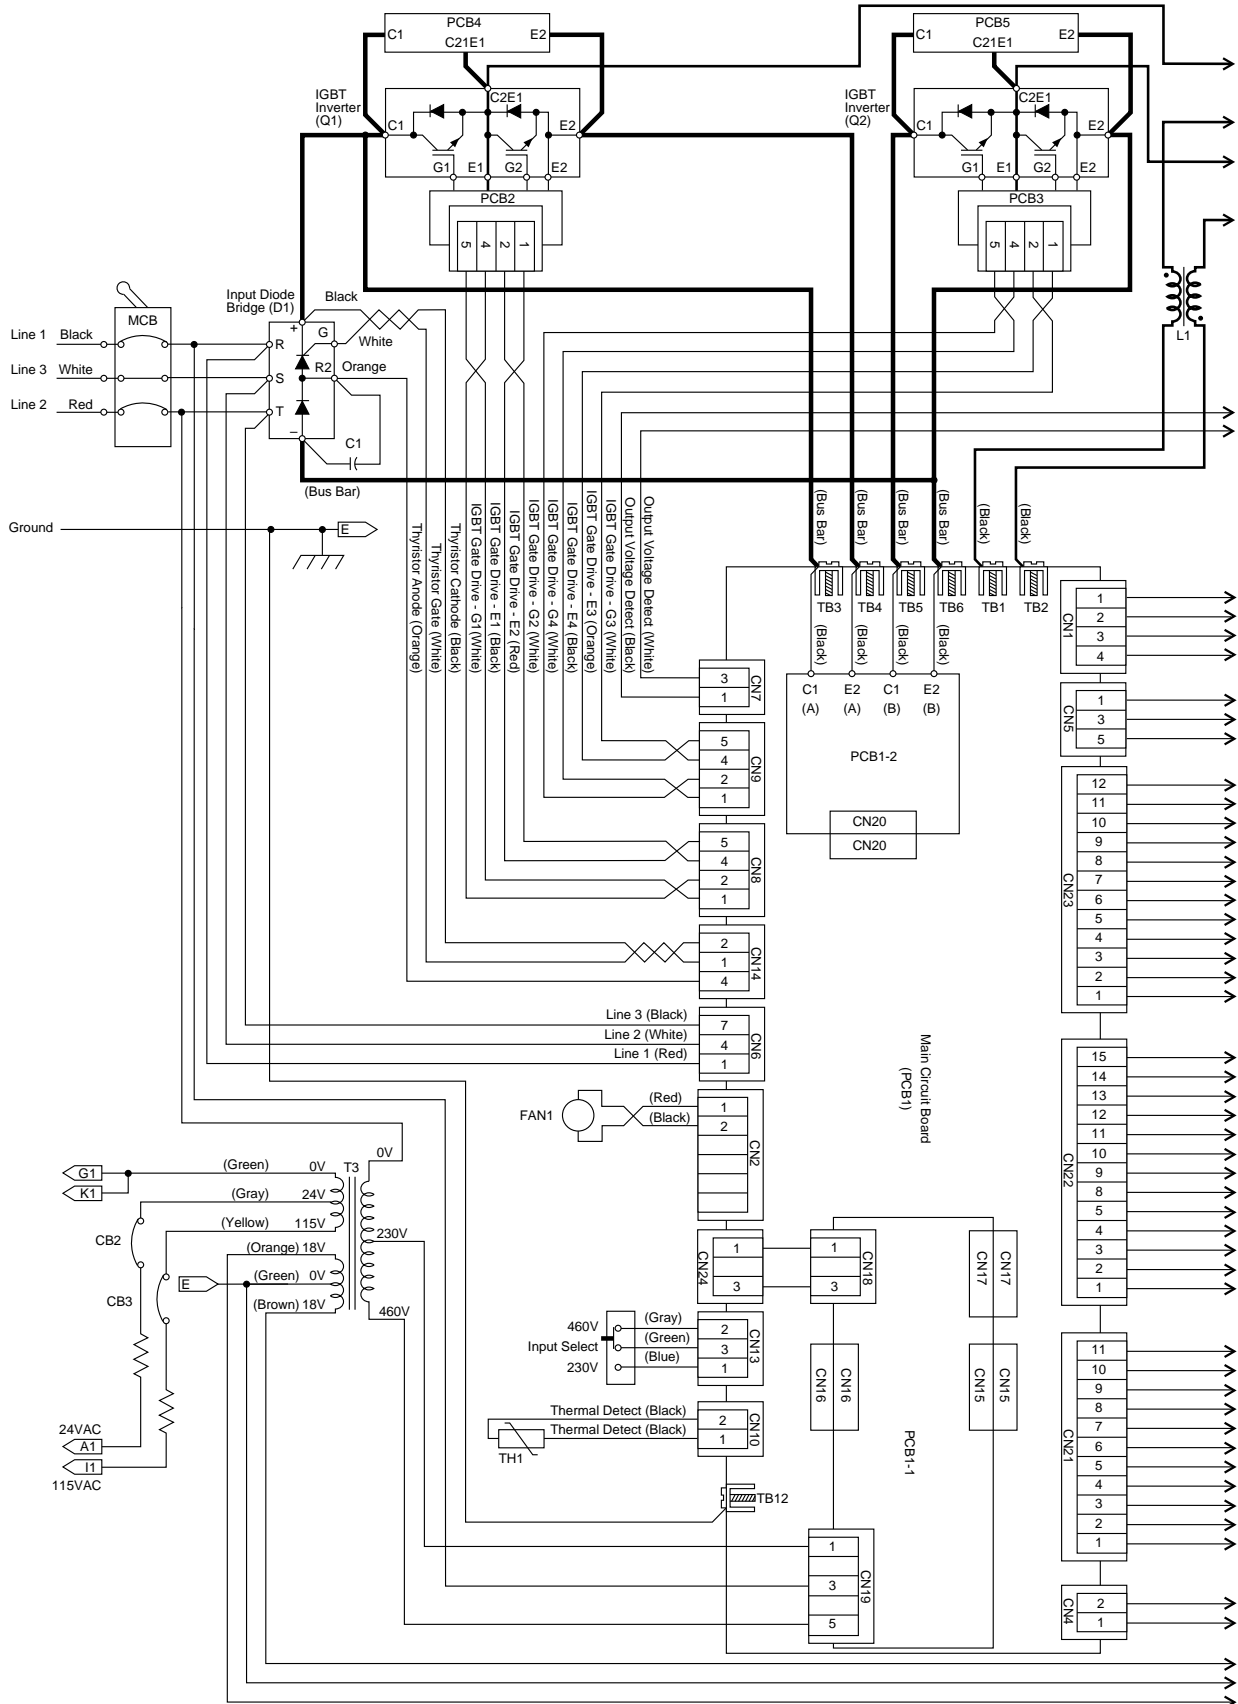 PCB4
C1
E2
C21E1
PCB5
C1
E2
C21E1
IGBT
Inverter
(Q1)
C2E1
C1
E2
G1
E1
G2
E2
IGBT
Inverter
(Q2)
C2E1
C1
E2
G1
E1
G2
E2
PCB2
5
4
2
1
PCB3
5
4
2
1
L1
Input Diode
Bridge (D1)
Black
White
Orange
+
G
R
R2
S
T
–
C1
(Bus Bar)
MCB
Line 1 Black
Line 3 White
Line 2 Red
Ground
E
Thyristor Anode (Orange)
Thyristor Gate (White)
Thyristor Cathode (Black)
IGBT Gate Drive - G1(White)
IGBT Gate Drive - E1 (Black)
IGBT Gate Drive - E2 (Red)
IGBT Gate Drive - G2 (White)
IGBT Gate Drive - G4 (White)
IGBT Gate Drive - E4 (Black)
IGBT Gate Drive - E3 (Orange)
IGBT Gate Drive - G3 (White)
Output Voltage Detect (Black)
Output Voltage Detect (White)
(Bus Bar)
(Bus Bar)
(Bus Bar)
(Bus Bar)
(Black)
(Black)
TB3
TB4
TB5
TB6
TB1
TB2
(Black)
(Black)
(Black)
(Black)
C1
(A)
E2
(A)
C1
(B)
E2
(B)
PCB1-2
CN20
CN20
CN7
3
1
CN9
5
4
2
1
CN8
5
4
2
1
CN14
2
1
4
Line 3 (Black)
Line 2 (White)
Line 1 (Red)
CN6
7
4
1
FAN1
(Red)
(Black)
CN2
1
2
Main Circuit Board
(PCB1)
CN1
1
2
3
4
CN5
1
3
5
CN23
12
11
10
9
8
7
6
5
4
3
2
1
CN22
15
14
13
12
11
10
9
8
5
4
3
2
1
CN21
11
10
9
8
7
6
5
4
3
2
1
CN4
2
1
G1
K1
(Green) 0V
(Gray) 24V
(Yellow) 115V
(Orange) 18V
(Green) 0V
(Brown) 18V
T3
0V
230V
460V
CB2
CB3
E
24VAC
A1
I1
115VAC
CN24
1
3
CN18
1
3
CN17
CN17
460V
Input Select
230V
(Gray)
(Green)
(Blue)
CN13
2
3
1
CN16
CN16
CN15
CN15
PCB1-1
Thermal Detect (Black)
Thermal Detect (Black)
TH1
CN10
2
1
TB12
CN19
1
3
5